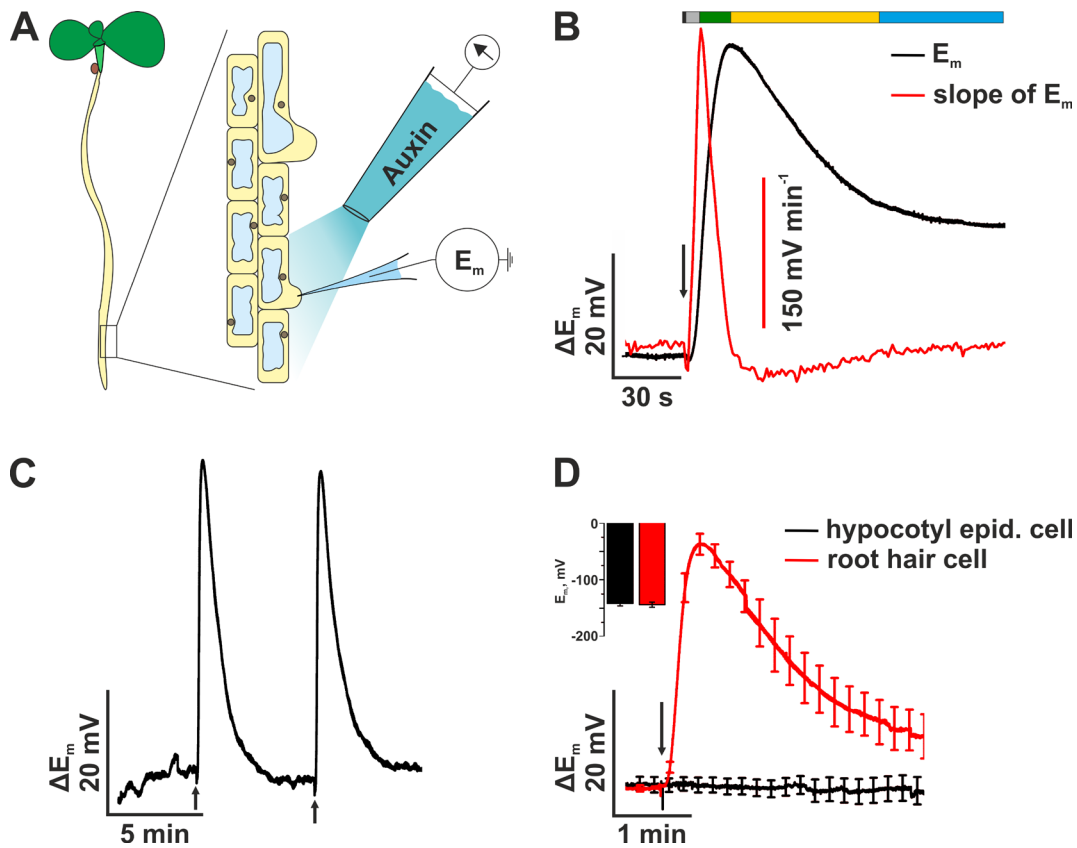 A
Auxin
Em
B
Em
slope of Em
150 mV min-1
ΔEm
20 mV
30 s
C
ΔEm
20 mV
5 min
D
hypocotyl epid. cell
root hair cell
Em, mV
0
-100
-200
ΔEm
20 mV
1 min